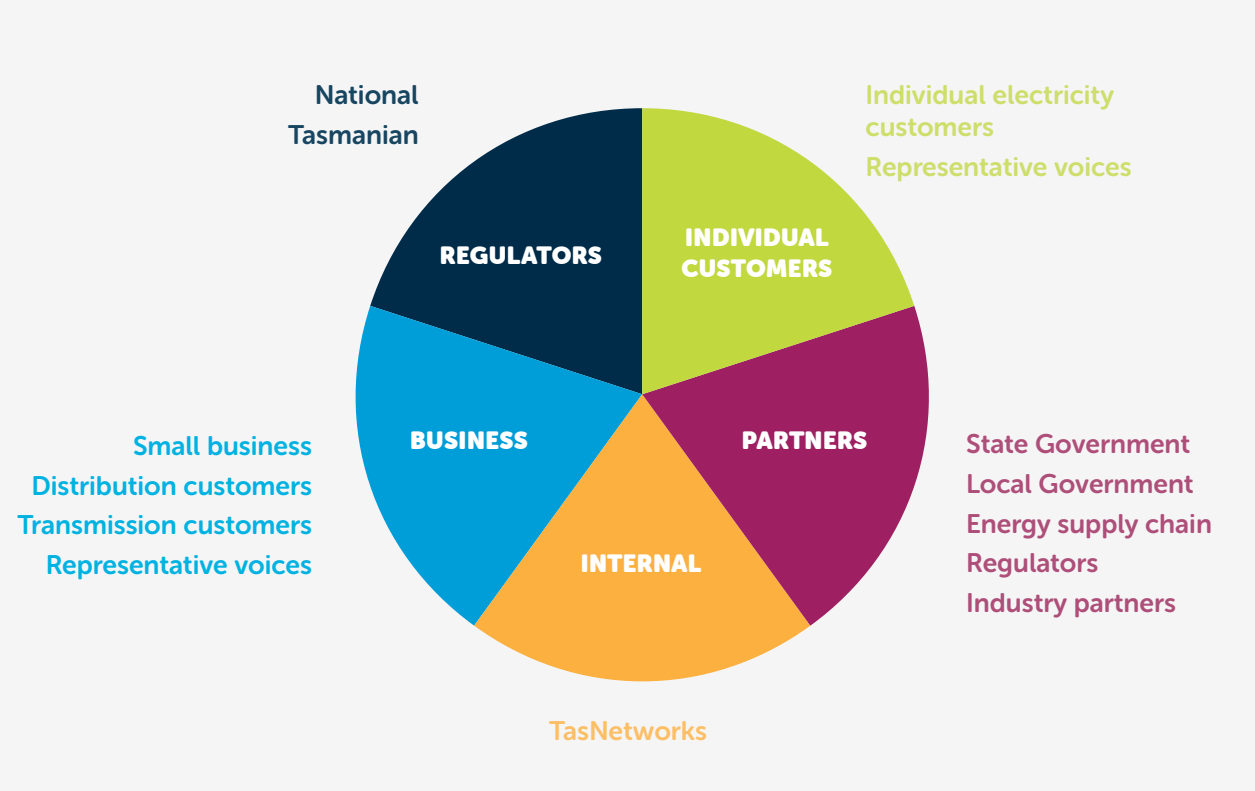 National
Tasmanian
REGULATORS
Individual electricity
customers
Representative voices
INDIVIDUAL
CUSTOMERS
BUSINESS
Small business
Distribution customers
Transmission customers
Representative voices
PARTNERS
State Government
Local Government
Energy supply chain
Regulators
Industry partners
INTERNAL
TasNetworks